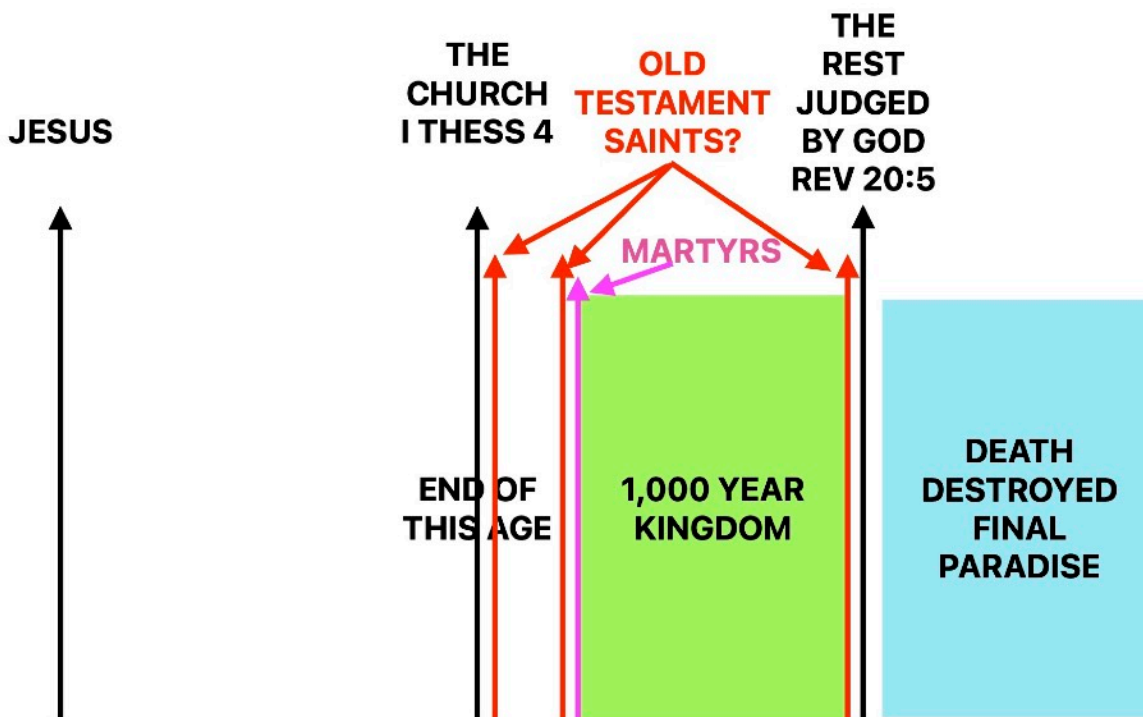 JESUS
THE
CHURCH
I THESS 4
OLD
TESTAMENT
SAINTS?
THE
REST
JUDGED
BY GOD
REV 20:5
MARTYRS
END OF
THIS AGE
1,000 YEAR
KINGDOM
DEATH
DESTROYED
FINAL
PARADISE